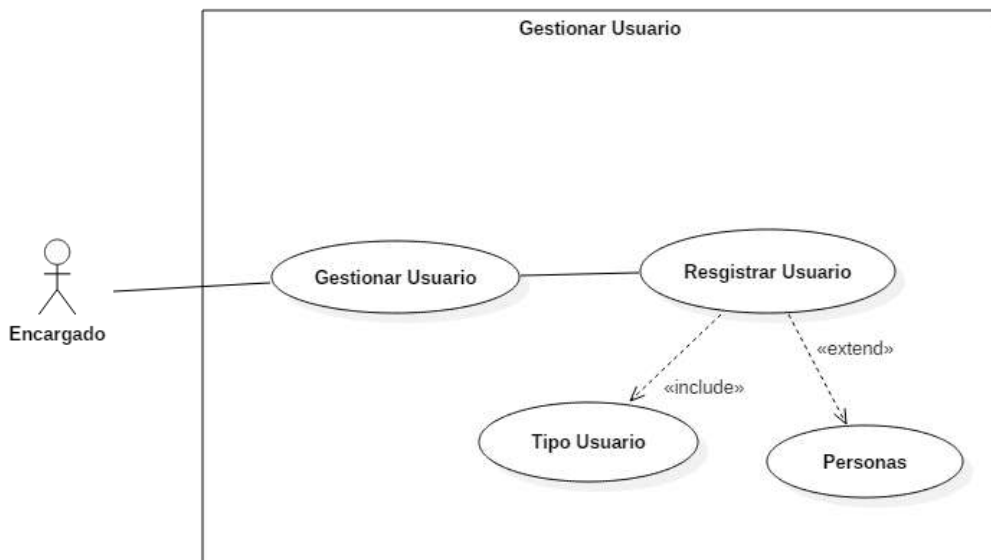 Gestionar Usuario
Gestionar Usuario
Resgistrar Usuario
Encargado
«extend»
«include»
Tipo Usuario
Personas